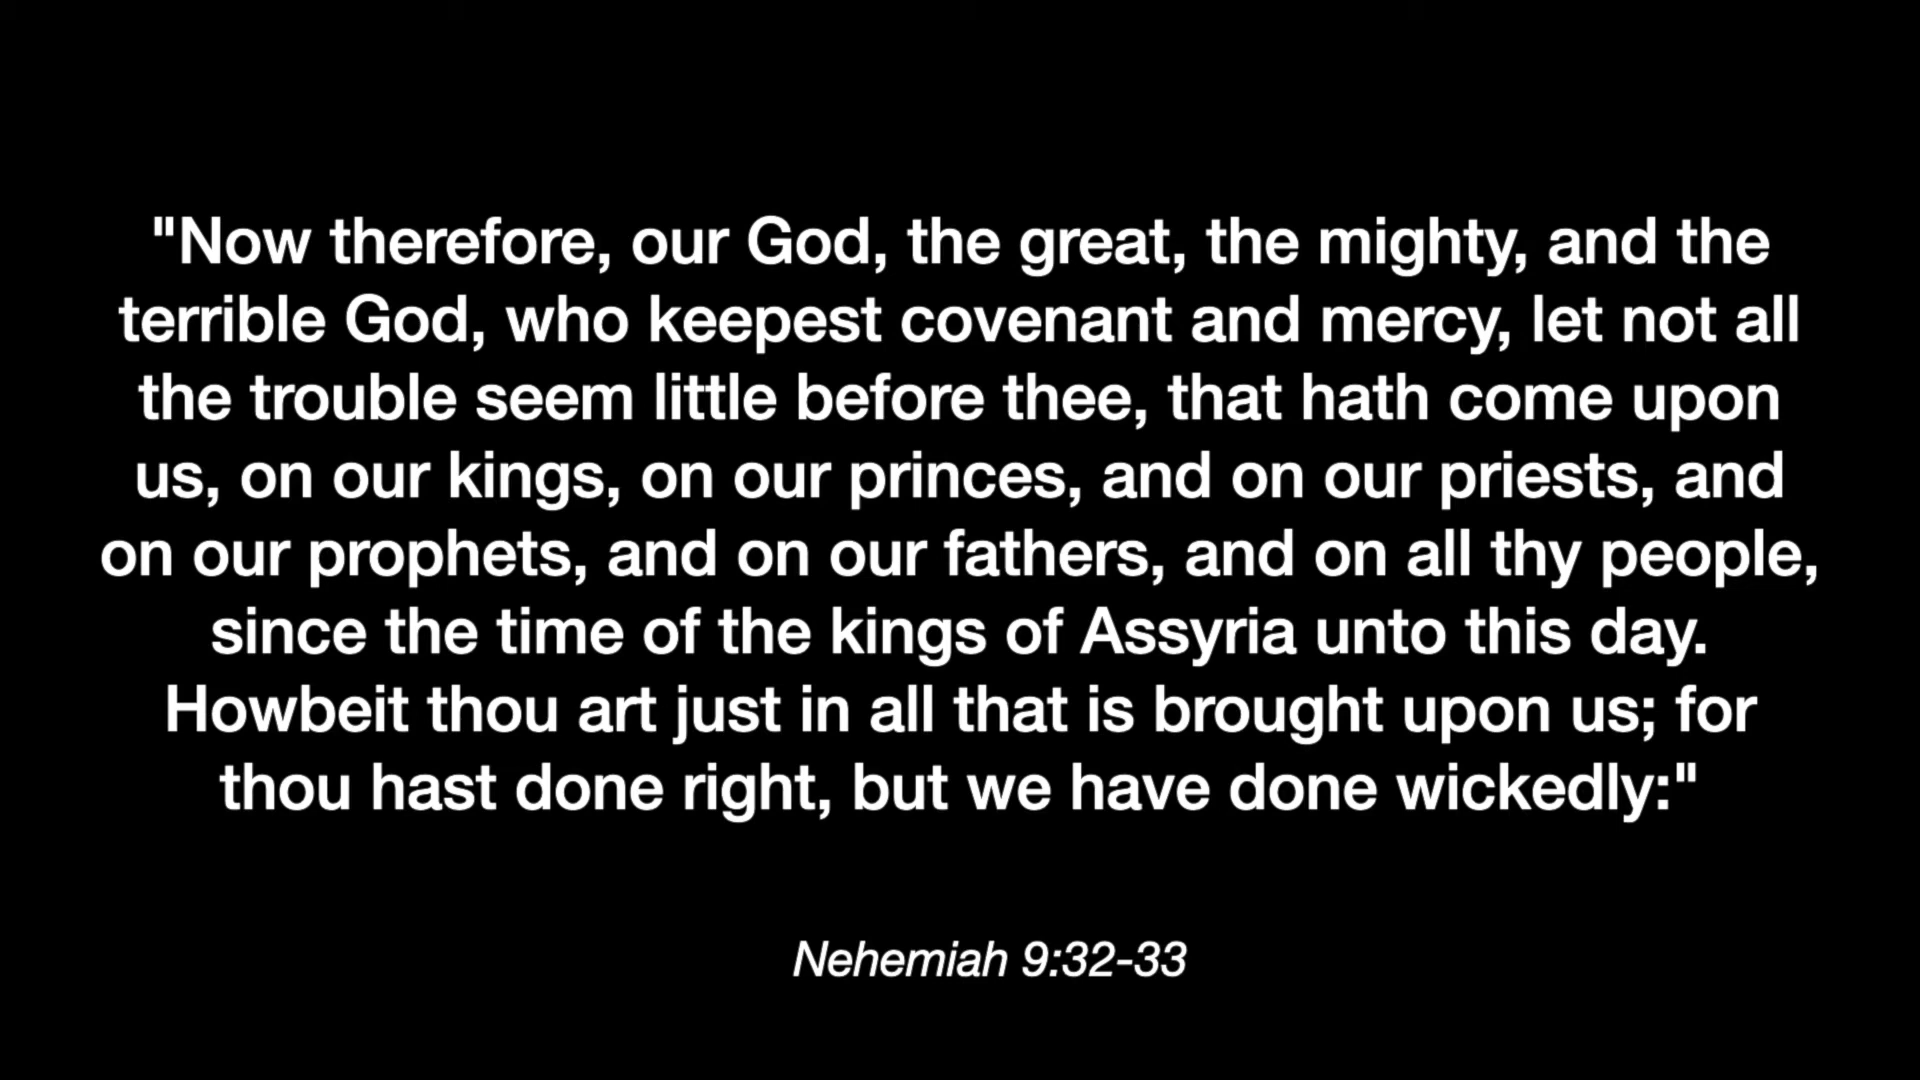 "Now therefore, our God, the great, the mighty, and the
terrible God, who keepest covenant and mercy, let not all
the trouble seem little before thee, that hath come upon
us, on our kings, on our princes, and on our priests, and
on our prophets, and on our fathers, and on all thy people,
since the time of the kings of Assyria unto this day.
Howbeit thou art just in all that is brought upon us; for
thou hast done right, but we have done wickedly:"
Nehemiah 9:32-33